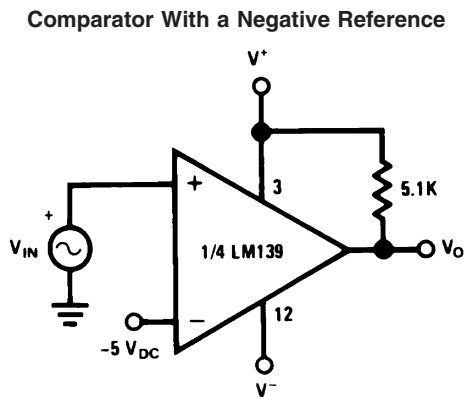 Comparator With a Negative Reference
V+
+
3
5.1K
+
VIN
1/4 LM139
VO
12
−
-5 VDC
V−